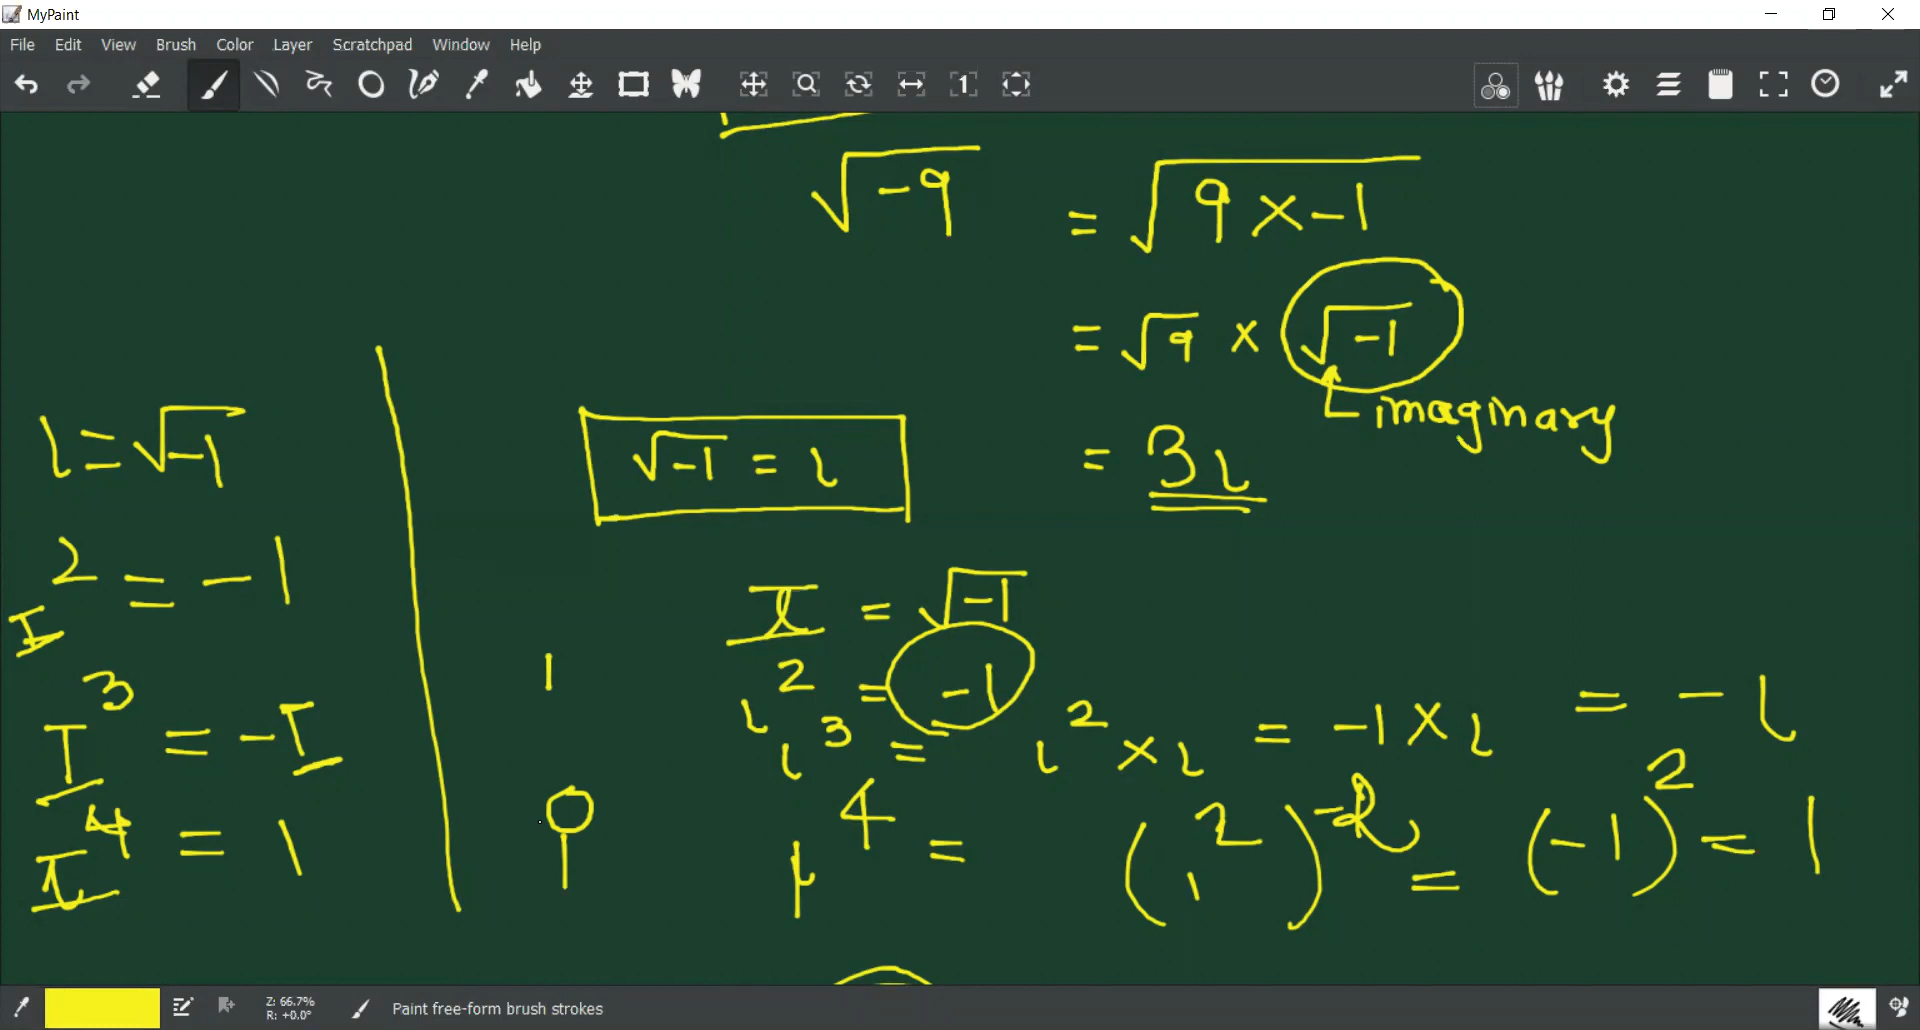 MyPaint
File Edit View Brush Color Layer Scratchpad Window Help
√-9 = √9 × -1
= √9 × √-1
imaginary
= 3i
√-1 = i
i = √-1
I² = -1
I³ = -I
I⁴ = 1
i = √-1
i² = -1
i³ = i² × i = -1 × i = -i
i⁴ = (i²)² = (-1)² = 1
Z: 66.7%
R: +0.0°
Paint free-form brush strokes